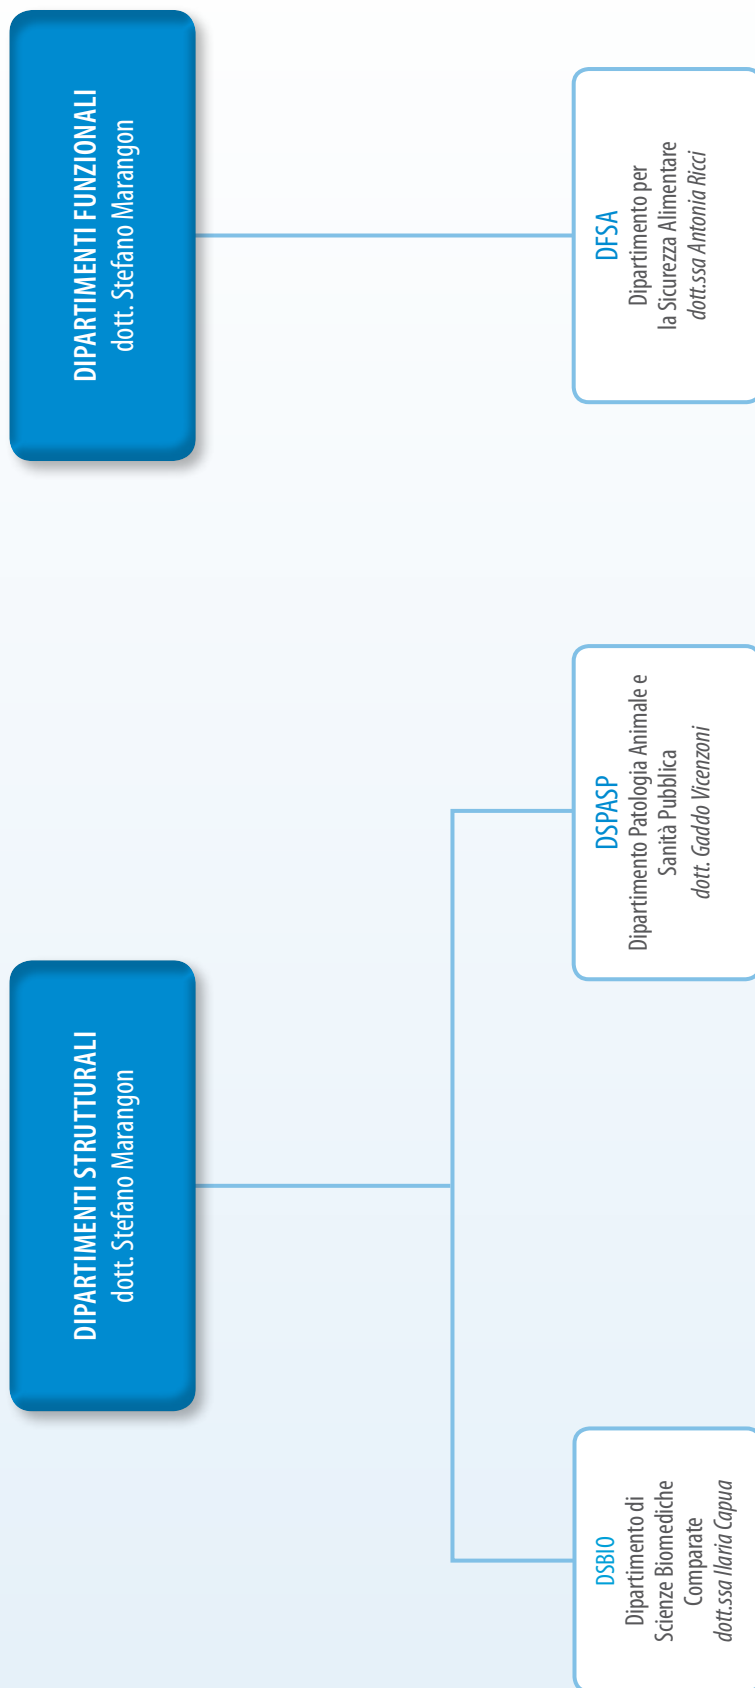 DIPARTIMENTI STRUTTURALI
dott. Stefano Marangon
DIPARTIMENTI FUNZIONALI
dott. Stefano Marangon
DSBIO
Dipartimento di
Scienze Biomediche
Comparate
dott.ssa Ilaria Capua
DSPASP
Dipartimento Patologia Animale e
Sanità Pubblica
dott. Gaddo Vicenzoni
DFSA
Dipartimento per
la Sicurezza Alimentare
dott.ssa Antonia Ricci